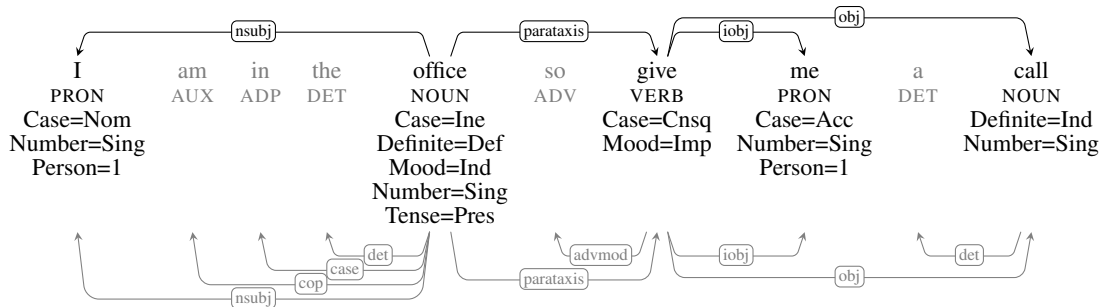 obj
nsubj parataxis iobj
I am in the office so give me a call
PRON AUX ADP DET NOUN ADV VERB PRON DET NOUN
Case=Nom Case=Ine Case=Cnsq Case=Acc Definite=Ind
Number=Sing Definite=Def Mood=Imp Number=Sing Number=Sing
Person=1 Mood=Ind Person=1
Number=Sing
Tense=Pres
det advmod iobj det
case parataxis obj
cop
nsubj